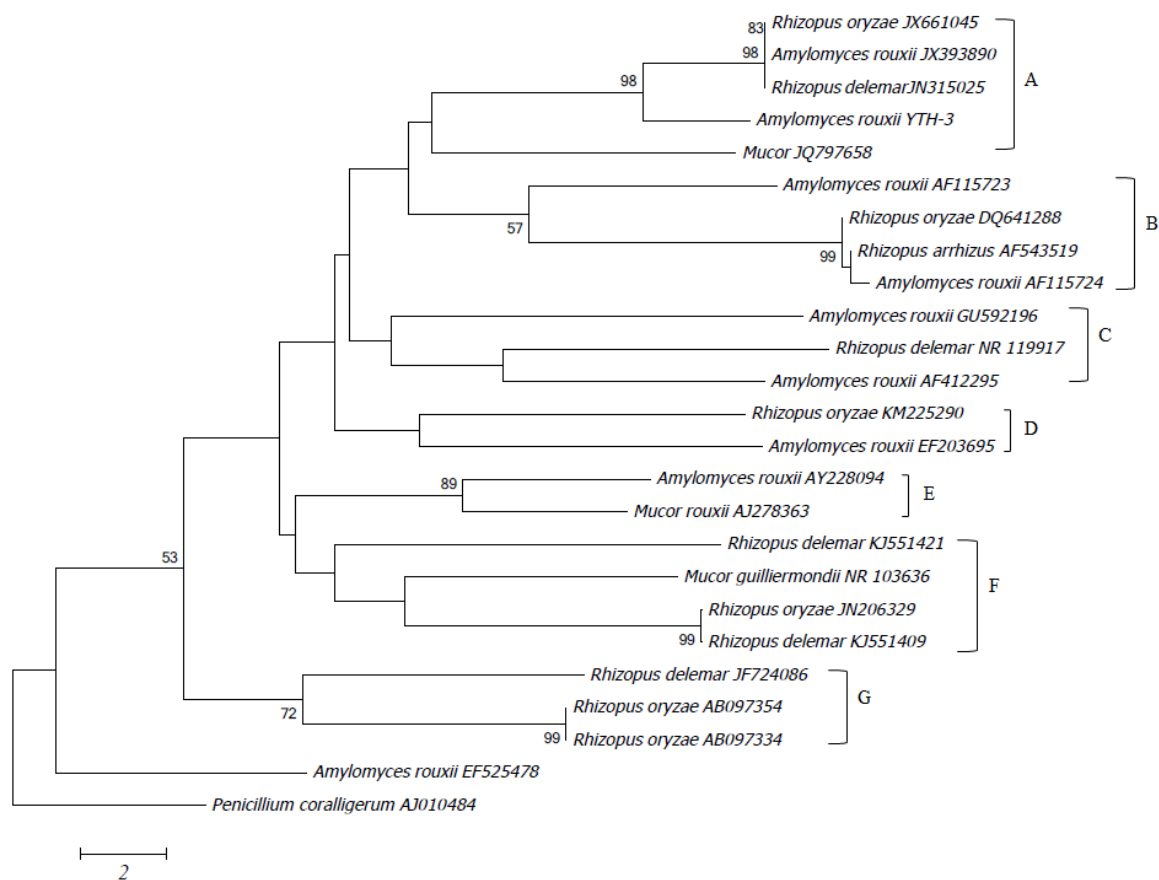 Rhizopus oryzae JX661045
83
Amylomyces rouxii JX393890
98
98
Rhizopus delemarJN315025
A
Amylomyces rouxii YTH-3
Mucor JQ797658
Amylomyces rouxii AF115723
57
Rhizopus oryzae DQ641288
B
Rhizopus arrhizus AF543519
99
Amylomyces rouxii AF115724
Amylomyces rouxii GU592196
C
Rhizopus delemar NR 119917
Amylomyces rouxii AF412295
Rhizopus oryzae KM225290
D
Amylomyces rouxii EF203695
Amylomyces rouxii AY228094
89
E
Mucor rouxii AJ278363
Rhizopus delemar KJ551421
53
Mucor guilliermondii NR 103636
F
Rhizopus oryzae JN206329
99
Rhizopus delemar KJ551409
Rhizopus delemar JF724086
G
72
Rhizopus oryzae AB097354
99
Rhizopus oryzae AB097334
Amylomyces rouxii EF525478
Penicillium coralligerum AJ010484
2